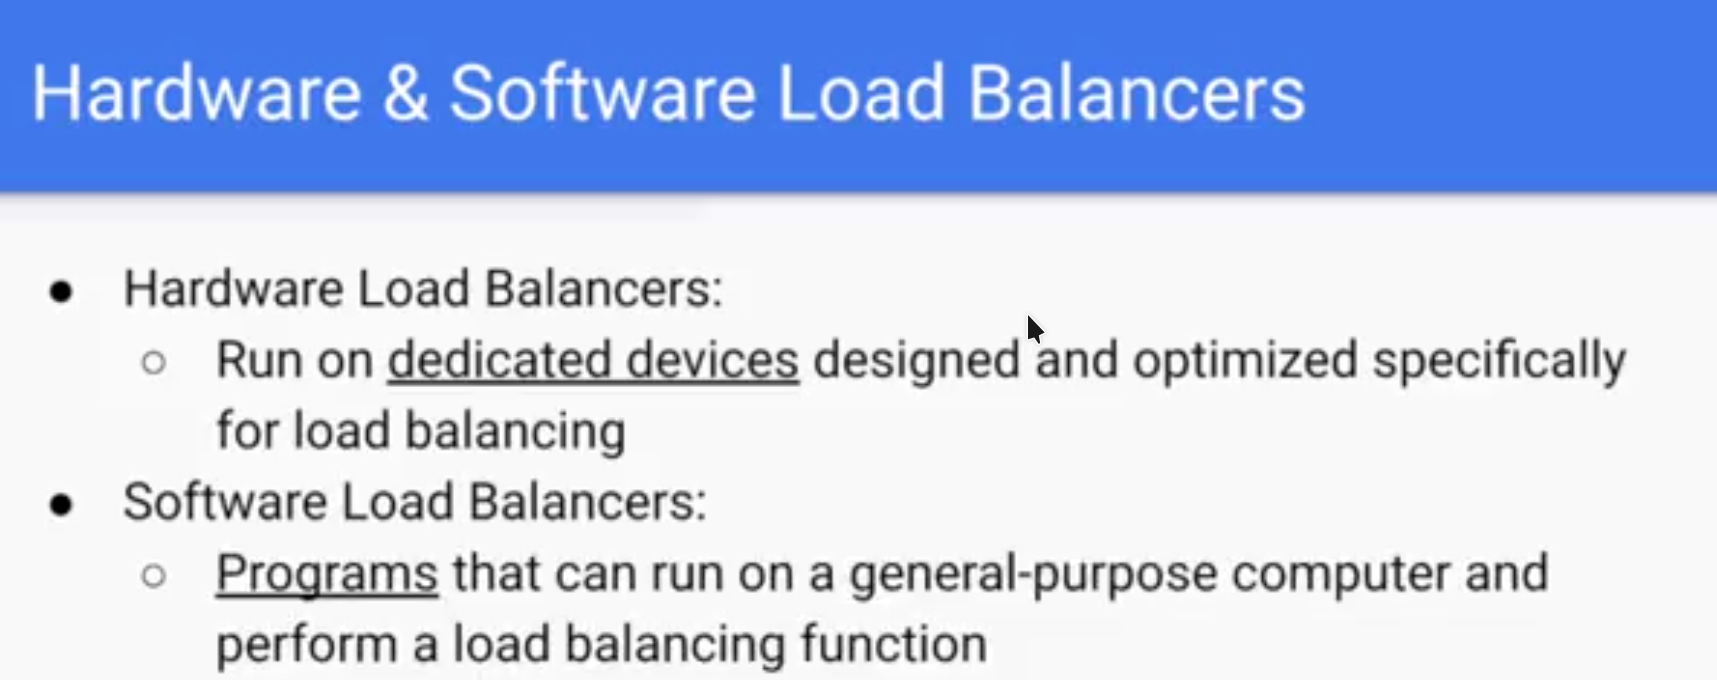 Hardware & Software Load Balancers
● Hardware Load Balancers:
○ Run on dedicated devices designed and optimized specifically
for load balancing
● Software Load Balancers:
○ Programs that can run on a general-purpose computer and
perform a load balancing function